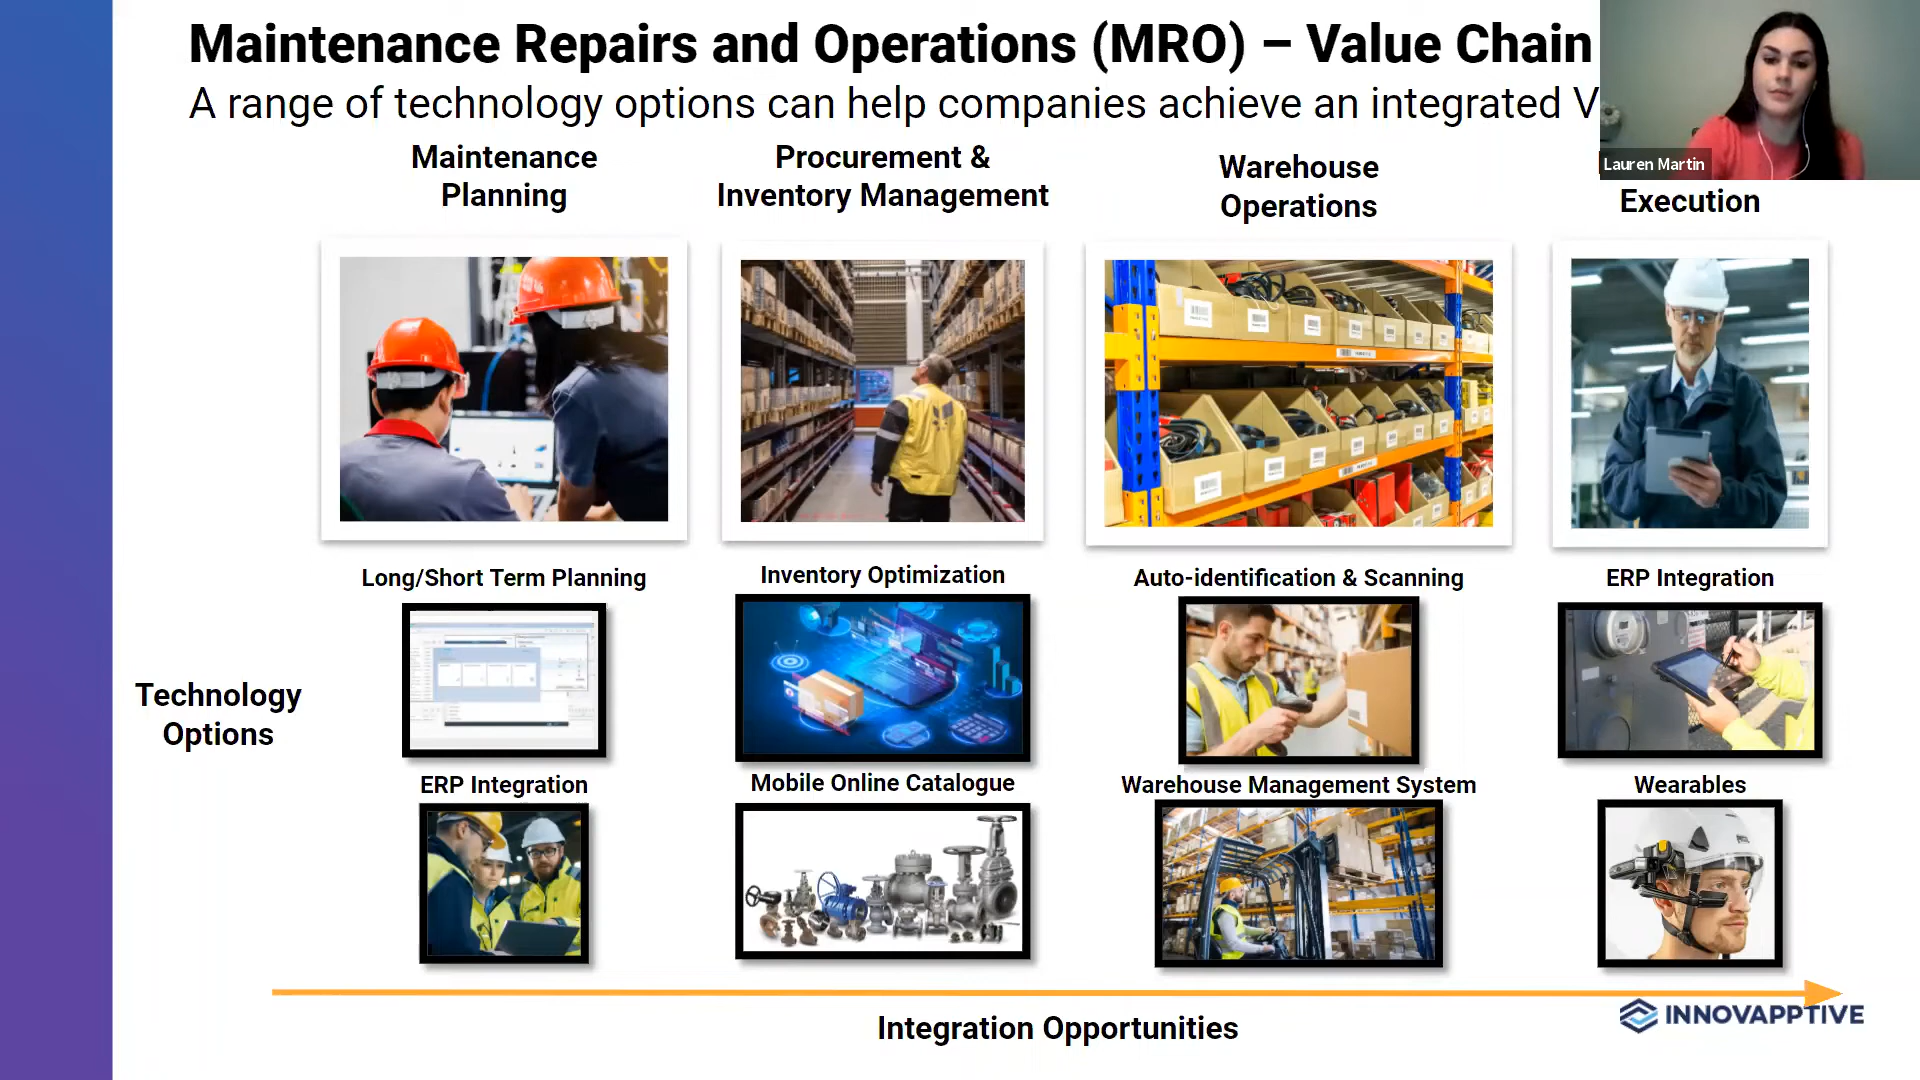 Maintenance Repairs and Operations (MRO) – Value Chain
A range of technology options can help companies achieve an integrated V
Lauren Martin
Maintenance
Planning
Procurement &
Inventory Management
Warehouse
Operations
Execution
Long/Short Term Planning
Inventory Optimization
Auto-identification & Scanning
ERP Integration
Technology
Options
ERP Integration
Mobile Online Catalogue
Warehouse Management System
Wearables
Integration Opportunities
INNOVAPPTIVE